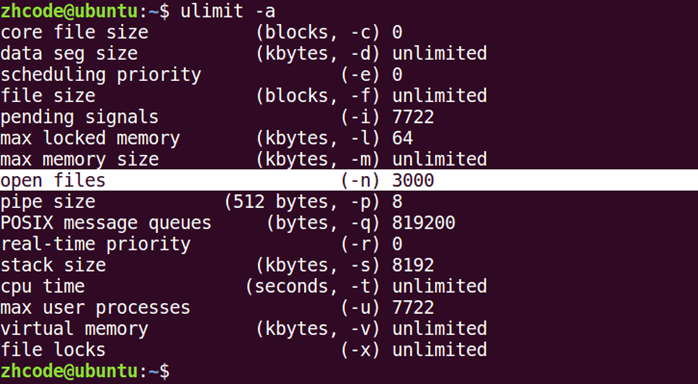 zhcode@ubuntu:~$ ulimit -a
core file size          (blocks, -c) 0
data seg size           (kbytes, -d) unlimited
scheduling priority             (-e) 0
file size               (blocks, -f) unlimited
pending signals                 (-i) 7722
max locked memory       (kbytes, -l) 64
max memory size         (kbytes, -m) unlimited
open files                      (-n) 3000
pipe size            (512 bytes, -p) 8
POSIX message queues     (bytes, -q) 819200
real-time priority              (-r) 0
stack size              (kbytes, -s) 8192
cpu time               (seconds, -t) unlimited
max user processes              (-u) 7722
virtual memory          (kbytes, -v) unlimited
file locks                      (-x) unlimited
zhcode@ubuntu:~$